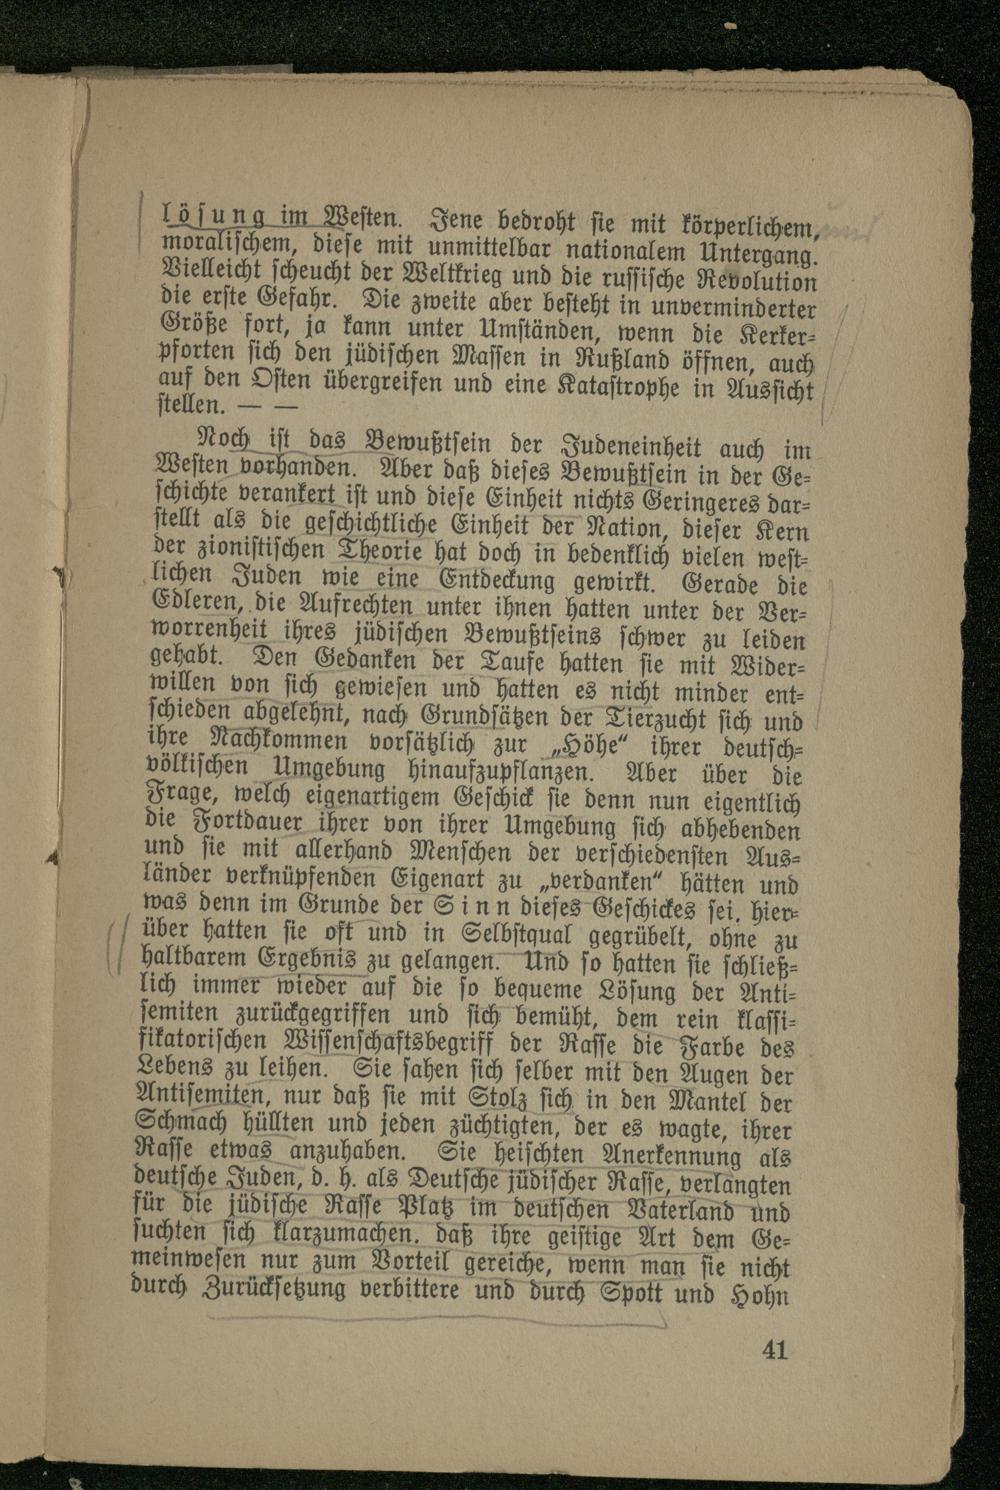 lösung im Westen. Jene bedroht sie mit körperlichem,
moralischem, diese mit unmittelbar nationalem Untergang.
Vielleicht scheucht der Weltkrieg und die russische Revolution
die erste Gefahr. Die zweite aber besteht in unverminderter
Größe fort, ja kann unter Umständen, wenn die Kerker-
pforten sich den jüdischen Massen in Rußland öffnen, auch
auf den Osten übergreifen und eine Katastrophe in Aussicht
stellen. — —
Noch ist das Bewußtsein der Judeneinheit auch im
Westen vorhanden. Aber daß dieses Bewußtsein in der Ge-
schichte verankert ist und diese Einheit nichts Geringeres dar-
stellt als die geschichtliche Einheit der Nation, dieser Kern
der zionistischen Theorie hat doch in bedenklich vielen west-
lichen Juden wie eine Entdeckung gewirkt. Gerade die
Edleren, die Aufrechten unter ihnen hatten unter der Ver-
worrenheit ihres jüdischen Bewußtseins schwer zu leiden
gehabt. Den Gedanken der Taufe hatten sie mit Wider-
willen von sich gewiesen und hatten es nicht minder ent-
schieden abgelehnt, nach Grundsätzen der Tierzucht sich und
ihre Nachkommen vorsätzlich zur „Höhe“ ihrer deutsch-
völkischen Umgebung hinaufzupflanzen. Aber über die
Frage, welch eigenartigem Geschick sie denn nun eigentlich
die Fortdauer ihrer von ihrer Umgebung sich abhebenden
und sie mit allerhand Menschen der verschiedensten Aus-
länder verknüpfenden Eigenart zu „verdanken“ hätten und
was denn im Grunde der Sinn dieses Geschickes sei, hier-
über hatten sie oft und in Selbstqual gegrübelt, ohne zu
haltbarem Ergebnis zu gelangen. Und so hatten sie schließ-
lich immer wieder auf die so bequeme Lösung der Anti-
semiten zurückgegriffen und sich bemüht, dem rein klassi-
fikatorischen Wissenschaftsbegriff der Rasse die Farbe des
Lebens zu leihen. Sie sahen sich selber mit den Augen der
Antisemiten, nur daß sie mit Stolz sich in den Mantel der
Schmach hüllten und jeden züchtigten, der es wagte, ihrer
Rasse etwas anzuhaben. Sie heischten Anerkennung als
deutsche Juden, d. h. als Deutsche jüdischer Rasse, verlangten
für die jüdische Rasse Platz im deutschen Vaterland und
suchten sich klarzumachen, daß ihre geistige Art dem Ge-
meinwesen nur zum Vorteil gereiche, wenn man sie nicht
durch Zurücksetzung verbittere und durch Spott und Hohn
41